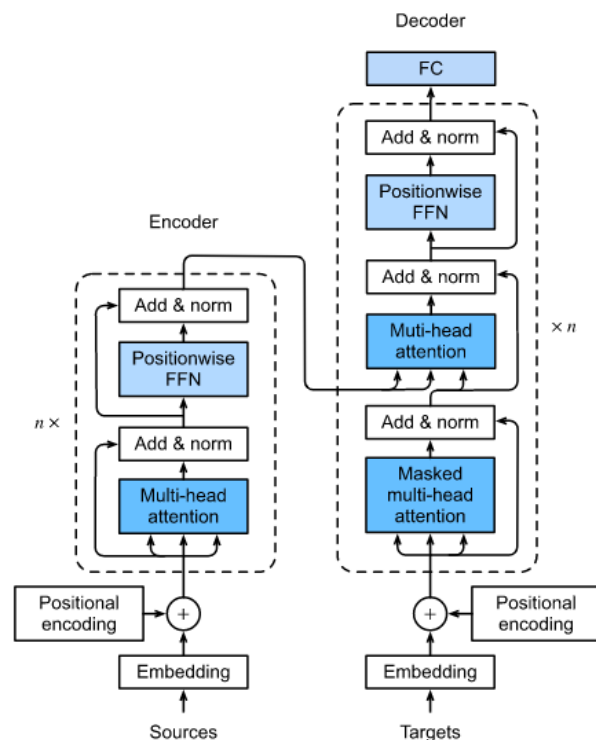 Decoder
FC
Add & norm
Positionwise
FFN
Encoder
Add & norm
Add & norm
Muti-head
attention
× n
Positionwise
FFN
n ×
Add & norm
Add & norm
Multi-head
attention
Masked
multi-head
attention
Positional
encoding
+
+
Positional
encoding
Embedding
Embedding
Sources
Targets